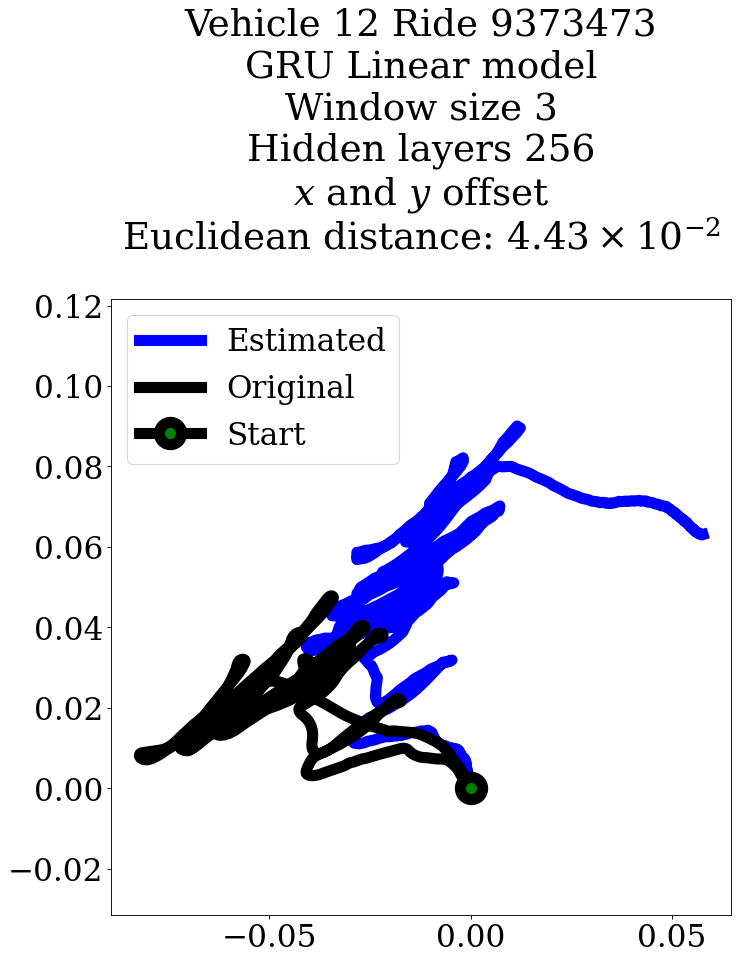 Vehicle 12 Ride 9373473
GRU Linear model
Window size 3
Hidden layers 256
x and y offset
Euclidean distance: 4.43 × 10⁻²
0.12
0.10
0.08
0.06
0.04
0.02
0.00
−0.02
Estimated
Original
Start
−0.05 0.00 0.05